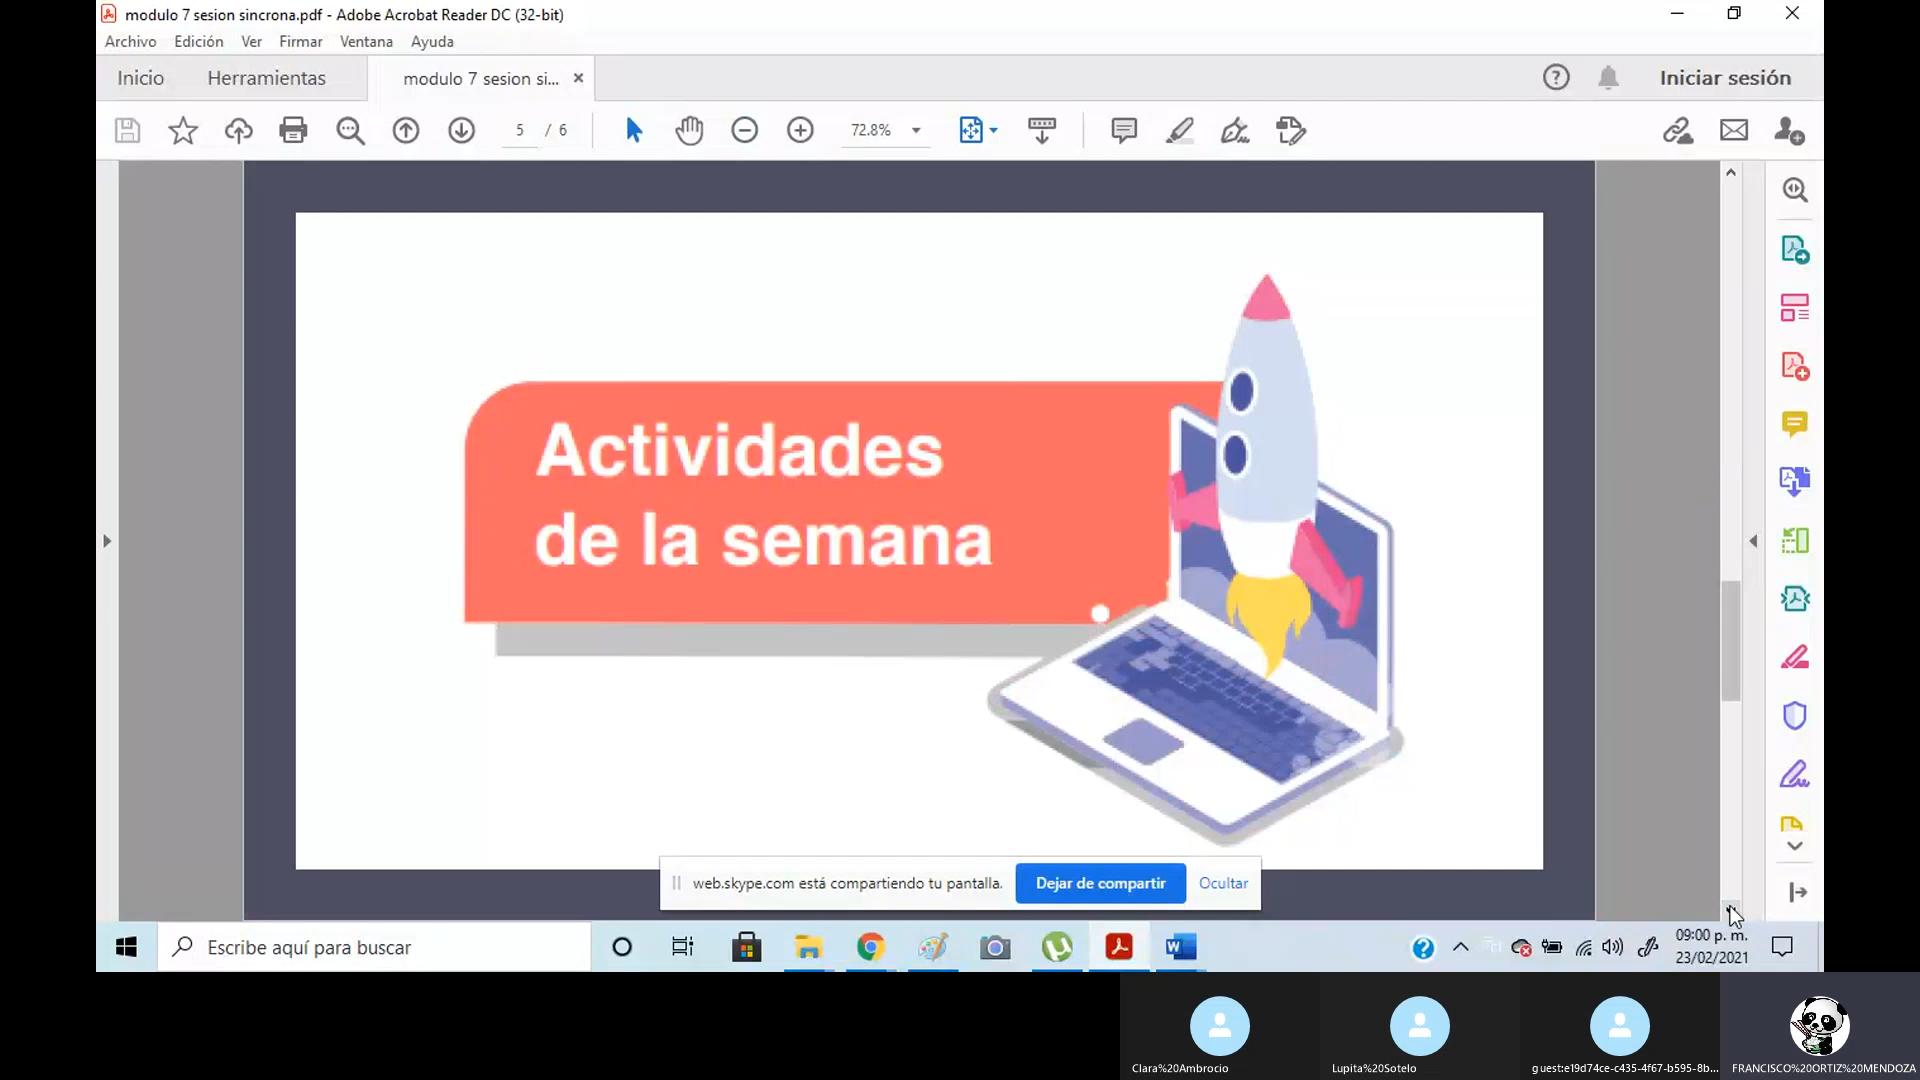 modulo 7 sesion sincrona.pdf - Adobe Acrobat Reader DC (32-bit)
Archivo Edición Ver Firmar Ventana Ayuda
Inicio Herramientas modulo 7 sesion si... × Iniciar sesión
5 / 6 72.8%
Actividades
de la semana
web.skype.com está compartiendo tu pantalla. Dejar de compartir Ocultar
Escribe aquí para buscar
09:00 p. m.
23/02/2021
Clara%20Ambrocio
Lupita%20Sotelo
guest:e19d74ce-c435-4f67-b595-8b...
FRANCISCO%20ORTIZ%20MENDOZA